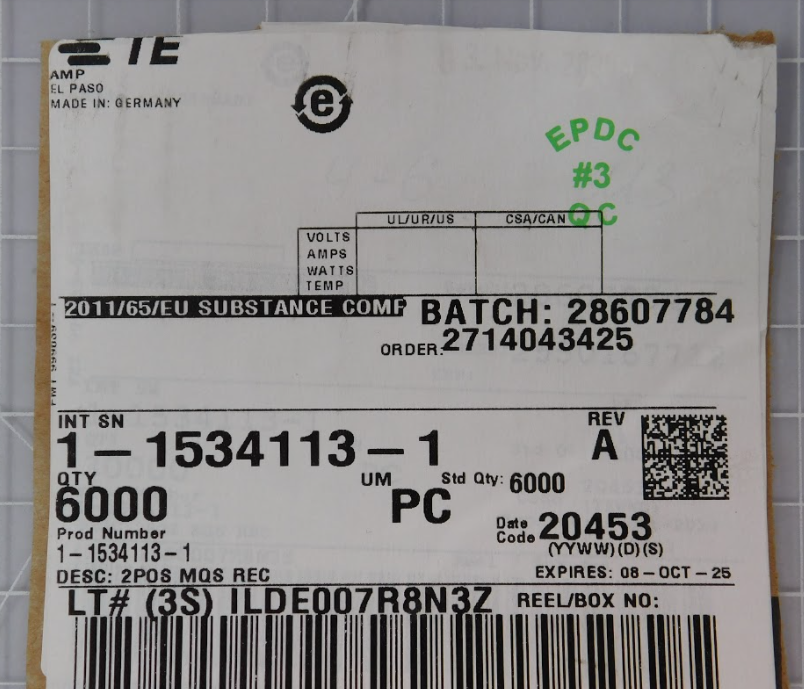 TE
AMP
EL PASO
MADE IN: GERMANY
e
EPDC
#3
QC
UL/UR/US CSA/CAN
VOLTS
AMPS
WATTS
TEMP
2011/65/EU SUBSTANCE COMP
BATCH: 28607784
ORDER: 2714043425
INT SN
1-1534113-1
REV
A
QTY
6000
UM
PC
Std Qty: 6000
Prod Number
1-1534113-1
Date Code 20453
(YYWW)(D)(S)
DESC: 2POS MQS REC
EXPIRES: 08-OCT-25
LT# (3S) ILDE007R8N3Z REEL/BOX NO: